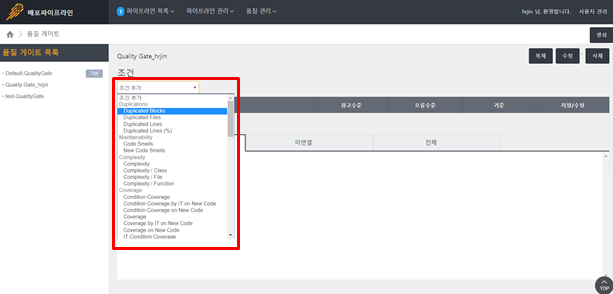 배포파이프라인
1 파이프라인 목록 파이프라인 관리 품질 관리
hrjin 님, 환영합니다. 사용자 관리
품질 게이트
생성
품질 게이트 목록
Default-QualityGate 기본
Quality Gate_hrjin
test-QualityGate
Quality Gate_hrjin
복제 수정 삭제
조건
조건 추가
경고수준 오류수준 기준 저장/수정
미연결 전체
조건 추가
Duplications
Duplicated Blocks
Duplicated Files
Duplicated Lines
Duplicated Lines (%)
Maintainability
Code Smells
New Code Smells
Complexity
Complexity
Complexity / Class
Complexity / File
Complexity / Function
Coverage
Condition Coverage
Condition Coverage by IT on New Code
Condition Coverage on New Code
Coverage
Coverage by IT on New Code
Coverage on New Code
IT Condition Coverage
TOP